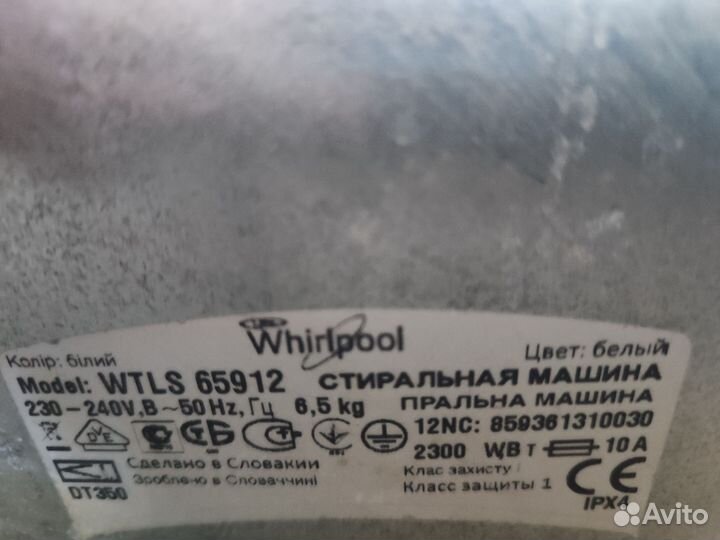 Whirlpool
Колір: білий
Цвет: белый
Model: WTLS 65912 СТИРАЛЬНАЯ МАШИНА
230-240V,В ~50 Hz, Гц 6,5 kg ПРАЛЬНА МАШИНА
12NC: 859361310030
2300 W,Вт 10 A
Сделано в Словакии
Зроблено в Словаччині
Клас захисту I
Класс защиты 1
DVE
CE
DT350
IPX4
Avito